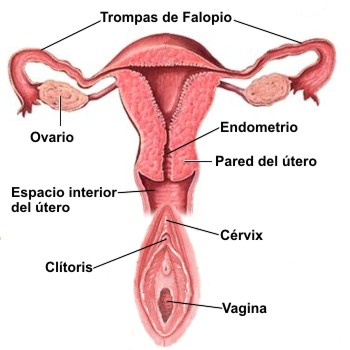 Trompas de Falopio
Ovario
Endometrio
Pared del útero
Espacio interior
del útero
Cérvix
Clítoris
Vagina